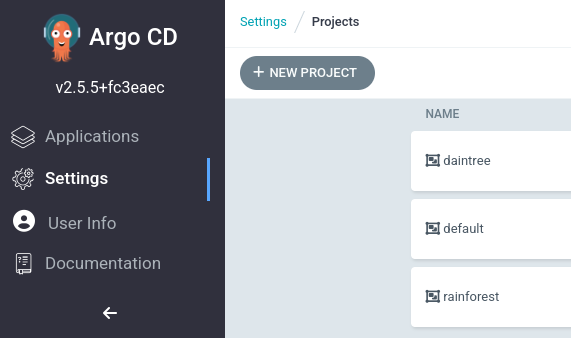 Argo CD
v2.5.5+fc3eaec
Applications
Settings
User Info
Documentation
Settings / Projects
+ NEW PROJECT
NAME
daintree
default
rainforest